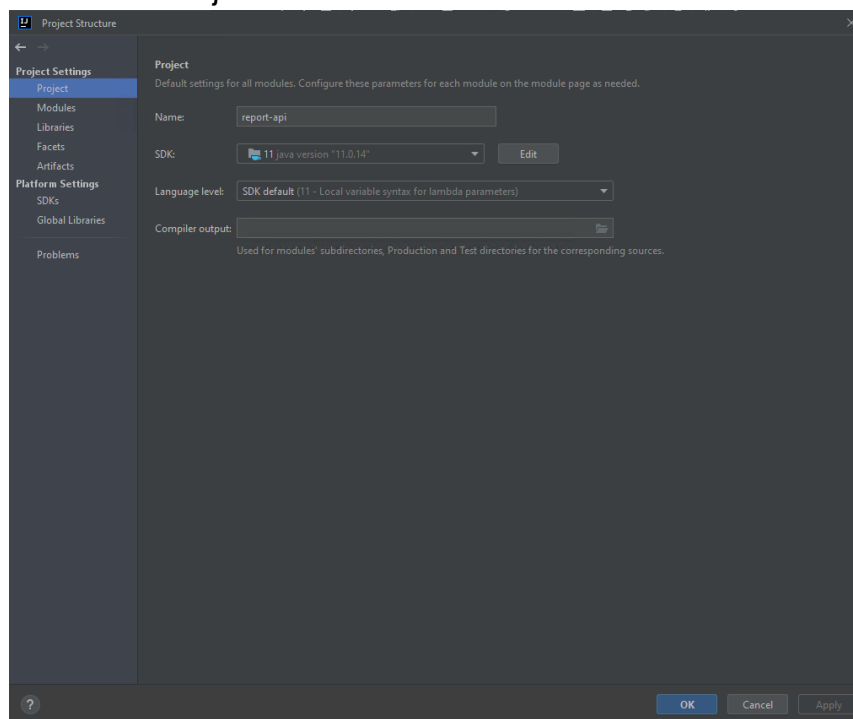 Project Structure
Project Settings
Project
Modules
Libraries
Facets
Artifacts
Platform Settings
SDKs
Global Libraries
Problems
Project
Default settings for all modules. Configure these parameters for each module on the module page as needed.
Name: report-api
SDK: 11 java version "11.0.14" Edit
Language level: SDK default (11 - Local variable syntax for lambda parameters)
Compiler output:
Used for modules' subdirectories, Production and Test directories for the corresponding sources.
? OK Cancel Apply